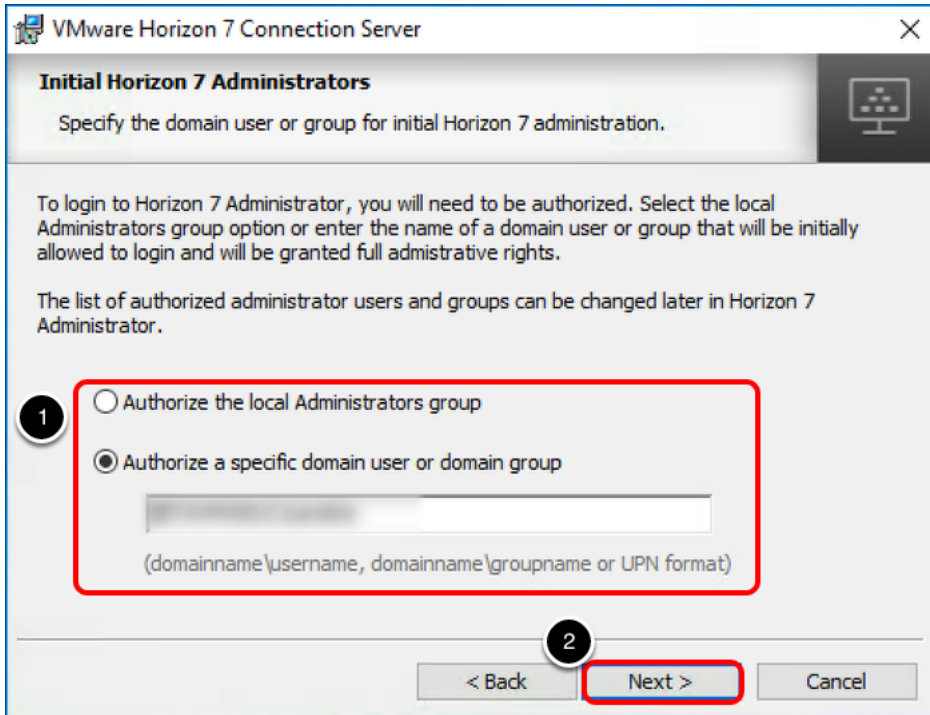 VMware Horizon 7 Connection Server
Initial Horizon 7 Administrators
Specify the domain user or group for initial Horizon 7 administration.
To login to Horizon 7 Administrator, you will need to be authorized. Select the local
Administrators group option or enter the name of a domain user or group that will be initially
allowed to login and will be granted full admistrative rights.
The list of authorized administrator users and groups can be changed later in Horizon 7
Administrator.
1
Authorize the local Administrators group
Authorize a specific domain user or domain group
(domainname\username, domainname\groupname or UPN format)
2
< Back Next > Cancel